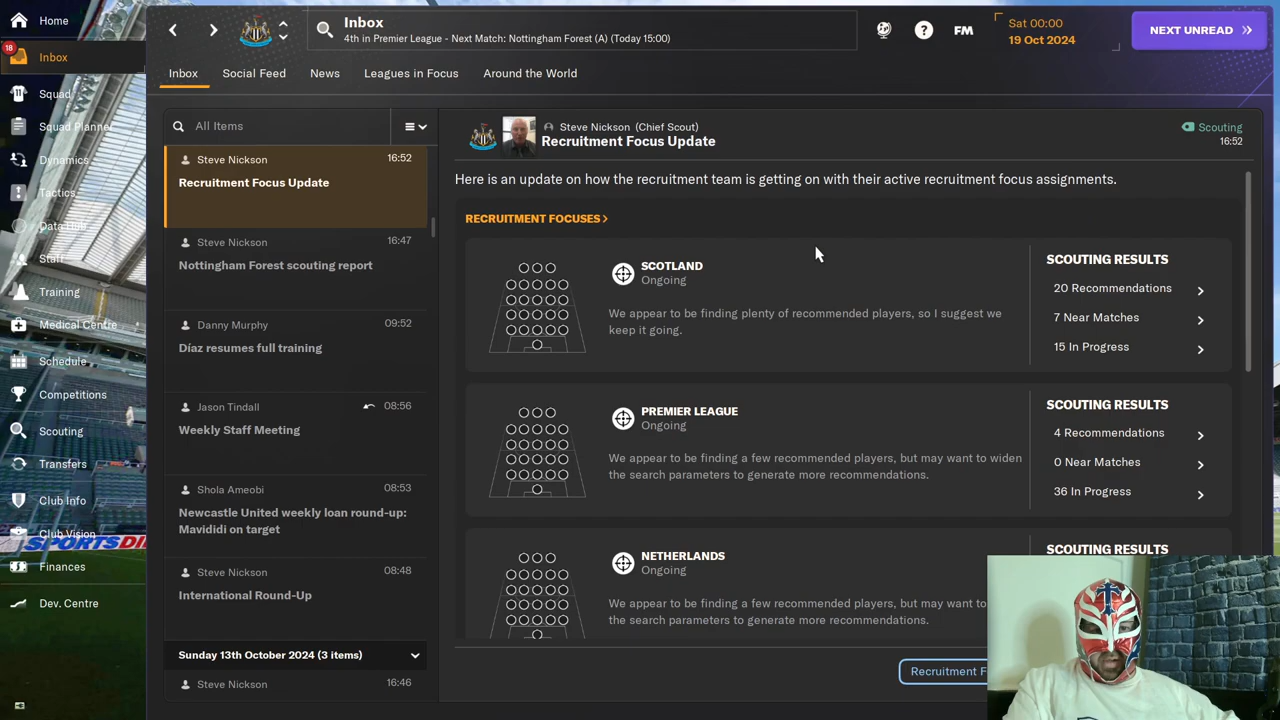 Home
18
Inbox
Squad
Squad Planner
Dynamics
Tactics
Data Hub
Staff
Training
Medical Centre
Schedule
Competitions
Scouting
Transfers
Club Info
Club Vision
SPORTS DI
Finances
Dev. Centre
Inbox
4th in Premier League - Next Match: Nottingham Forest (A) (Today 15:00)
?
FM
Sat 00:00
19 Oct 2024
NEXT UNREAD
Inbox
Social Feed
News
Leagues in Focus
Around the World
All Items
Steve Nickson 16:52
Recruitment Focus Update
Steve Nickson 16:47
Nottingham Forest scouting report
Danny Murphy 09:52
Díaz resumes full training
Jason Tindall 08:56
Weekly Staff Meeting
Shola Ameobi 08:53
Newcastle United weekly loan round-up:
Mavididi on target
Steve Nickson 08:48
International Round-Up
Sunday 13th October 2024 (3 items)
Steve Nickson 16:46
Steve Nickson (Chief Scout)
Recruitment Focus Update
Scouting
16:52
Here is an update on how the recruitment team is getting on with their active recruitment focus assignments.
RECRUITMENT FOCUSES >
SCOTLAND
Ongoing
We appear to be finding plenty of recommended players, so I suggest we
keep it going.
SCOUTING RESULTS
20 Recommendations
7 Near Matches
15 In Progress
PREMIER LEAGUE
Ongoing
We appear to be finding a few recommended players, but may want to widen
the search parameters to generate more recommendations.
SCOUTING RESULTS
4 Recommendations
0 Near Matches
36 In Progress
NETHERLANDS
Ongoing
We appear to be finding a few recommended players, but may want to
the search parameters to generate more recommendations.
SCOUTING RESULTS
Recruitment F